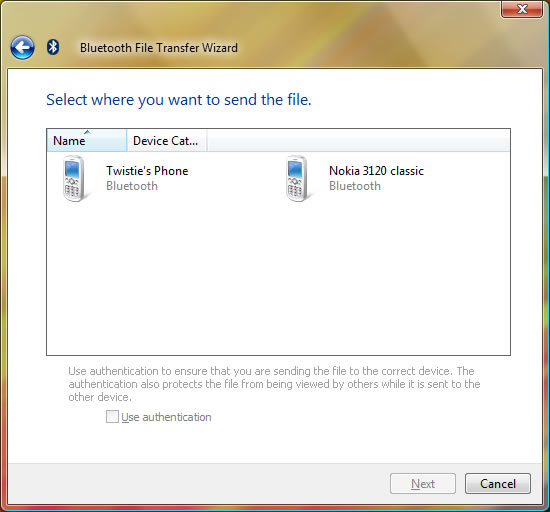 Bluetooth File Transfer Wizard
Select where you want to send the file.
Name Device Cat...
Twistie's Phone
Bluetooth
Nokia 3120 classic
Bluetooth
Use authentication to ensure that you are sending the file to the correct device. The
authentication also protects the file from being viewed by others while it is sent to the
other device.
Use authentication
Next Cancel